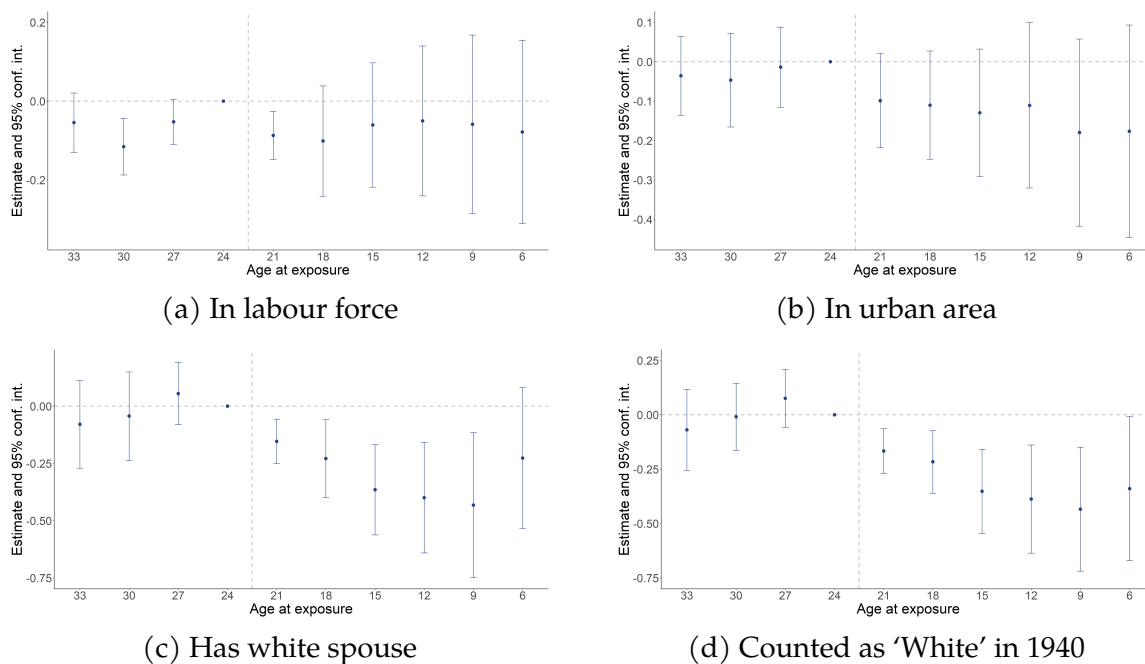 Estimate and 95% conf. int.
0.2
0.0
-0.2
33 30 27 24 21 18 15 12 9 6
Age at exposure
(a) In labour force
Estimate and 95% conf. int.
0.1
0.0
-0.1
-0.2
-0.3
-0.4
33 30 27 24 21 18 15 12 9 6
Age at exposure
(b) In urban area
Estimate and 95% conf. int.
0.00
-0.25
-0.50
-0.75
33 30 27 24 21 18 15 12 9 6
Age at exposure
(c) Has white spouse
Estimate and 95% conf. int.
0.25
0.00
-0.25
-0.50
-0.75
33 30 27 24 21 18 15 12 9 6
Age at exposure
(d) Counted as ‘White’ in 1940